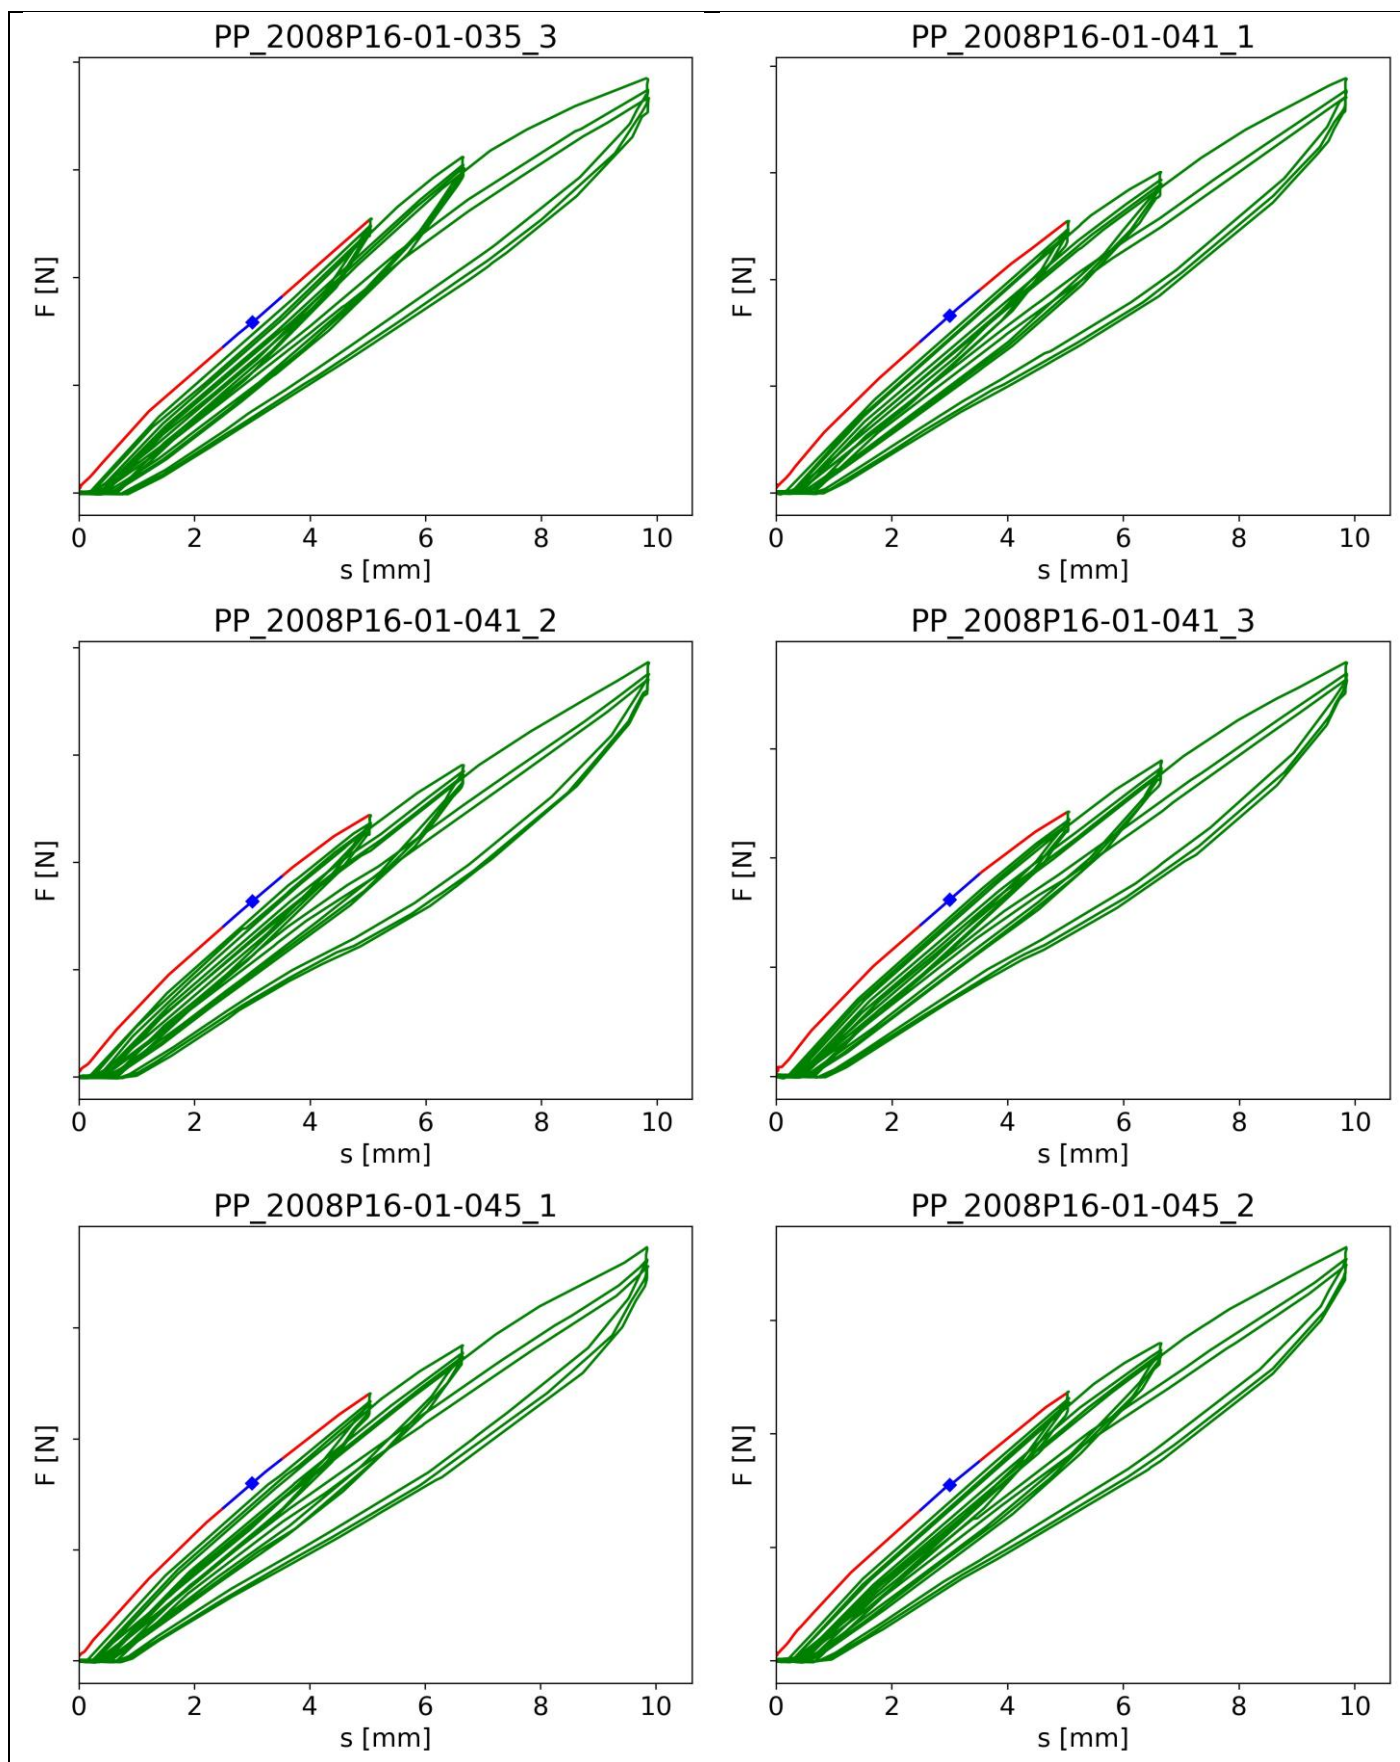 PP_2008P16-01-035_3
F [N]
0 2 4 6 8 10
s [mm]
PP_2008P16-01-041_1
F [N]
0 2 4 6 8 10
s [mm]
PP_2008P16-01-041_2
F [N]
0 2 4 6 8 10
s [mm]
PP_2008P16-01-041_3
F [N]
0 2 4 6 8 10
s [mm]
PP_2008P16-01-045_1
F [N]
0 2 4 6 8 10
s [mm]
PP_2008P16-01-045_2
F [N]
0 2 4 6 8 10
s [mm]